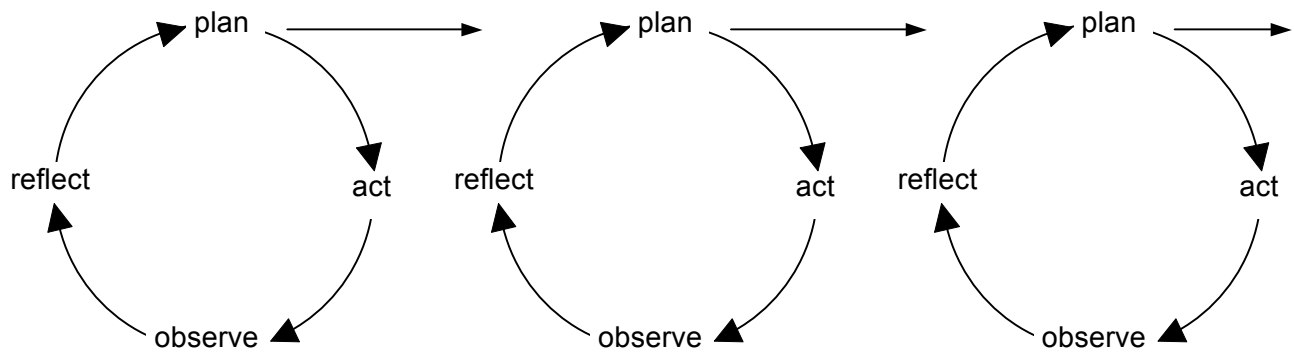 plan
act
observe
reflect
plan
act
observe
reflect
plan
act
observe
reflect